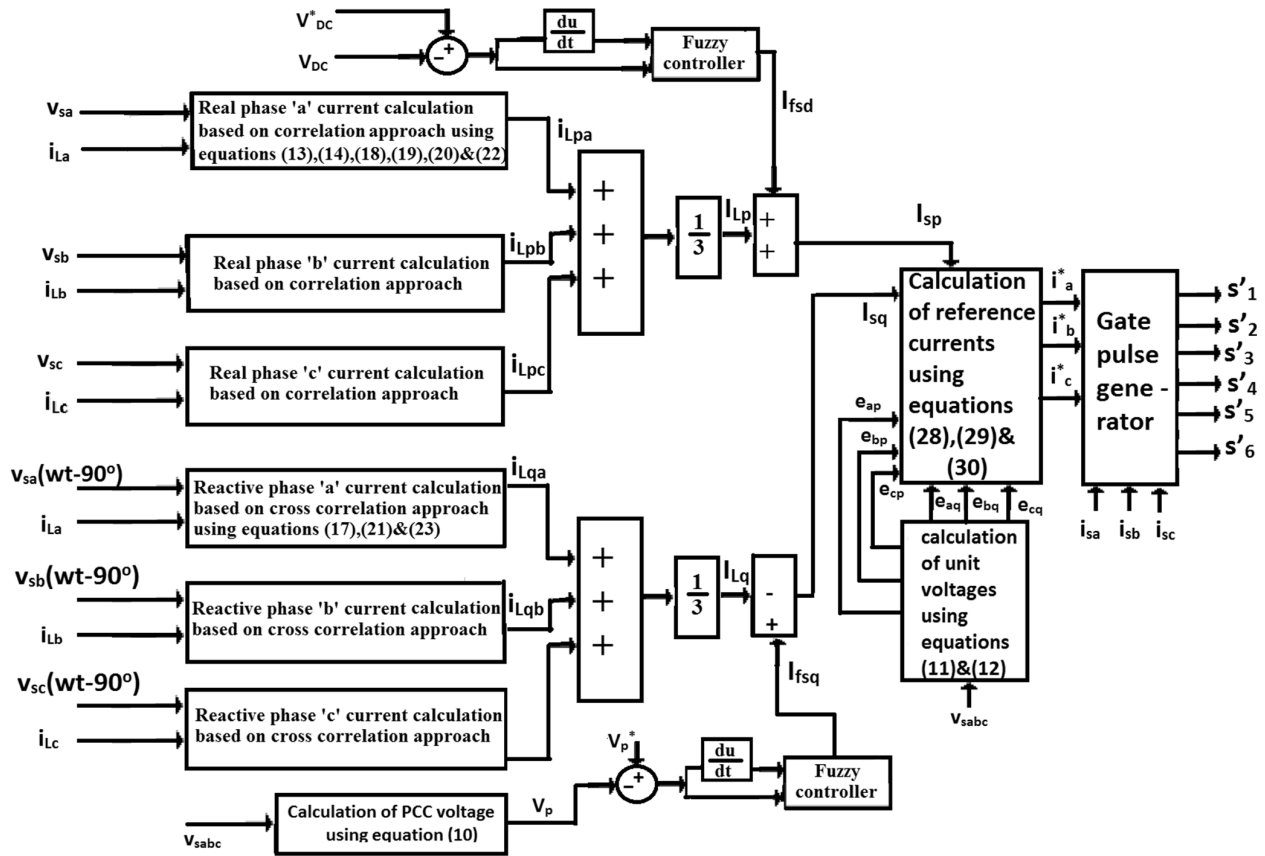 V*DC
VDC
− +
du
dt
Fuzzy
controller
Ifsd
vsa
iLa
Real phase 'a' current calculation
based on correlation approach using
equations (13),(14),(18),(19),(20)&(22)
iLpa
vsb
iLb
Real phase 'b' current calculation
based on correlation approach
iLpb
vsc
iLc
Real phase 'c' current calculation
based on correlation approach
iLpc
+
+
+
1
3
ILp
+
+
Isp
Isq
vsa(wt-90º)
iLa
Reactive phase 'a' current calculation
based on cross correlation approach
using equations (17),(21)&(23)
iLqa
vsb(wt-90º)
iLb
Reactive phase 'b' current calculation
based on cross correlation approach
iLqb
vsc(wt-90º)
iLc
Reactive phase 'c' current calculation
based on cross correlation approach
+
+
+
1
3
ILq
-
+
Ifsq
vsabc
Calculation of PCC voltage
using equation (10)
Vp
Vp*
− +
du
dt
Fuzzy
controller
Calculation
of reference
currents
using
equations
(28),(29)&
(30)
eap
ebp
ecp
eaq
ebq
ecq
calculation
of unit
voltages
using
equations
(11)&(12)
vsabc
i*a
i*b
i*c
Gate
pulse
gene -
rator
isa
isb
isc
s’1
s’2
s’3
s’4
s’5
s’6